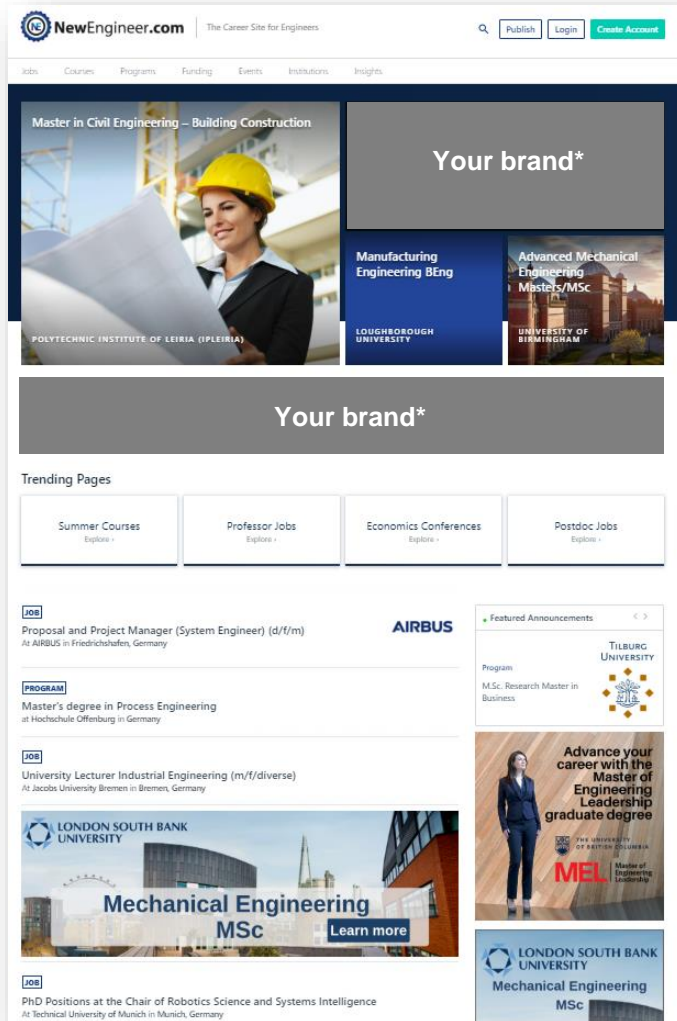 NE NewEngineer.com
The Career Site for Engineers
Publish
Login
Create Account
Jobs
Courses
Programs
Funding
Events
Institutions
Insights
Master in Civil Engineering – Building Construction
POLYTECHNIC INSTITUTE OF LEIRIA (IPLEIRIA)
Your brand*
Manufacturing
Engineering BEng
LOUGHBOROUGH
UNIVERSITY
Advanced Mechanical
Engineering
Masters/MSc
UNIVERSITY OF
BIRMINGHAM
Your brand*
Trending Pages
Summer Courses
Explore ›
Professor Jobs
Explore ›
Economics Conferences
Explore ›
Postdoc Jobs
Explore ›
JOB
Proposal and Project Manager (System Engineer) (d/f/m)
At AIRBUS in Friedrichshafen, Germany
AIRBUS
PROGRAM
Master's degree in Process Engineering
at Hochschule Offenburg in Germany
JOB
University Lecturer Industrial Engineering (m/f/diverse)
At Jacobs University Bremen in Bremen, Germany
LONDON SOUTH BANK
UNIVERSITY
Mechanical Engineering
MSc
Learn more
JOB
PhD Positions at the Chair of Robotics Science and Systems Intelligence
At Technical University of Munich in Munich, Germany
Featured Announcements
TILBURG
UNIVERSITY
Program
M.Sc. Research Master in
Business
Advance your
career with the
Master of
Engineering
Leadership
graduate degree
UBC
THE UNIVERSITY
OF BRITISH COLUMBIA
MEL
Master of
Engineering
Leadership
LONDON SOUTH BANK
UNIVERSITY
Mechanical Engineering
MSc